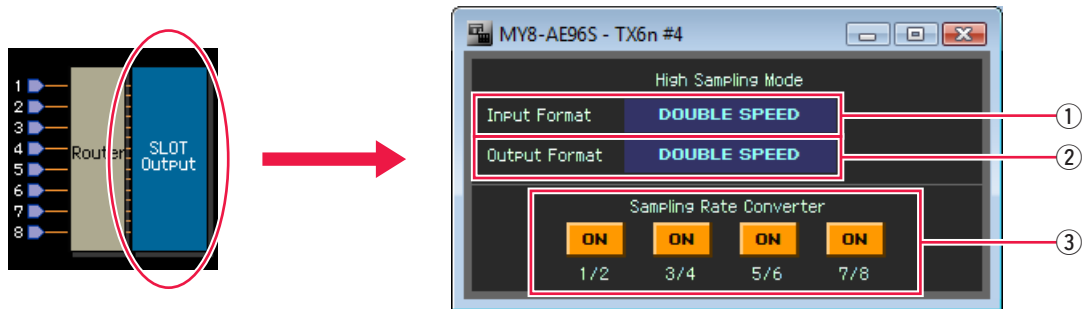 1
2
3
4
5
6
7
8
Router
SLOT
Output
MY8-AE96S - TX6n #4
High Sampling Mode
Input Format DOUBLE SPEED
①
Output Format DOUBLE SPEED
②
Sampling Rate Converter
ON ON ON ON
③
1/2 3/4 5/6 7/8